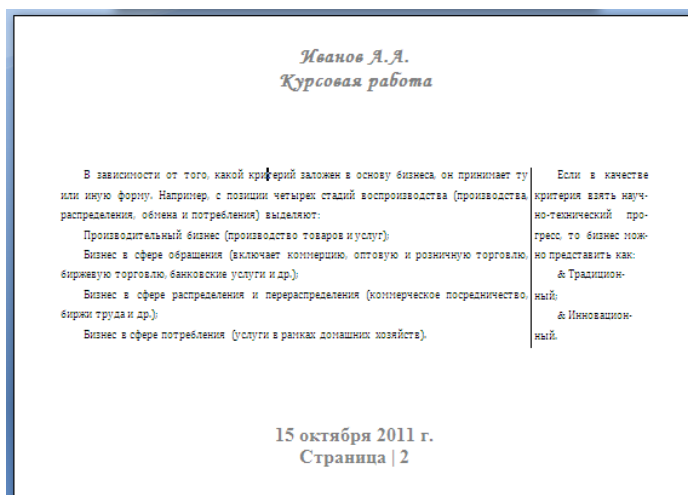 Иванов А.А.
Курсовая работа
В зависимости от того, какой критерий заложен в основу бизнеса, он принимает ту
или иную форму. Например, с позиции четырех стадий воспроизводства (производства,
распределения, обмена и потребления) выделяют:
Производительный бизнес (производство товаров и услуг);
Бизнес в сфере обращения (включает коммерцию, оптовую и розничную торговлю,
биржевую торговлю, банковские услуги и др.);
Бизнес в сфере распределения и перераспределения (коммерческое посредничество,
биржи труда и др.);
Бизнес в сфере потребления (услуги в рамках домашних хозяйств).
Если в качестве
критерия взять науч-
но-технический про-
гресс, то бизнес мож-
но представить как:
& Традицион-
ный;
& Инновацион-
ный.
15 октября 2011 г.
Страница | 2